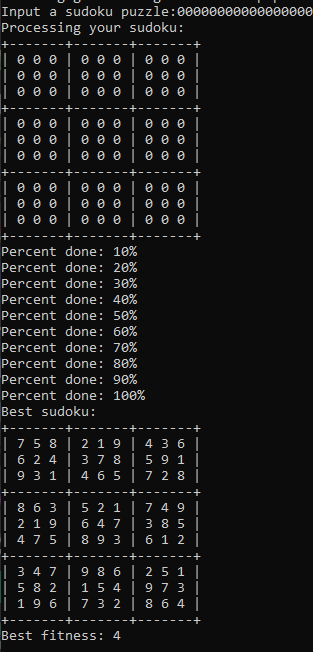 Input a sudoku puzzle:00000000000000000
Processing your sudoku:
+-------+-------+-------+
| 0 0 0 | 0 0 0 | 0 0 0 |
| 0 0 0 | 0 0 0 | 0 0 0 |
| 0 0 0 | 0 0 0 | 0 0 0 |
+-------+-------+-------+
| 0 0 0 | 0 0 0 | 0 0 0 |
| 0 0 0 | 0 0 0 | 0 0 0 |
| 0 0 0 | 0 0 0 | 0 0 0 |
+-------+-------+-------+
| 0 0 0 | 0 0 0 | 0 0 0 |
| 0 0 0 | 0 0 0 | 0 0 0 |
| 0 0 0 | 0 0 0 | 0 0 0 |
+-------+-------+-------+
Percent done: 10%
Percent done: 20%
Percent done: 30%
Percent done: 40%
Percent done: 50%
Percent done: 60%
Percent done: 70%
Percent done: 80%
Percent done: 90%
Percent done: 100%
Best sudoku:
+-------+-------+-------+
| 7 5 8 | 2 1 9 | 4 3 6 |
| 6 2 4 | 3 7 8 | 5 9 1 |
| 9 3 1 | 4 6 5 | 7 2 8 |
+-------+-------+-------+
| 8 6 3 | 5 2 1 | 7 4 9 |
| 2 1 9 | 6 4 7 | 3 8 5 |
| 4 7 5 | 8 9 3 | 6 1 2 |
+-------+-------+-------+
| 3 4 7 | 9 8 6 | 2 5 1 |
| 5 8 2 | 1 5 4 | 9 7 3 |
| 1 9 6 | 7 3 2 | 8 6 4 |
+-------+-------+-------+
Best fitness: 4